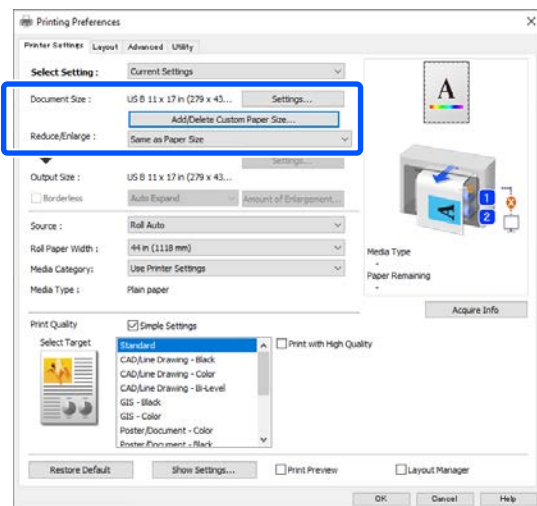 Printing Preferences
Printer Settings Layout Advanced Utility
Select Setting : Current Settings
Document Size : US B 11 x 17 in (279 x 43... Settings...
Add/Delete Custom Paper Size...
Reduce/Enlarge : Same as Paper Size
Settings...
Output Size : US B 11 x 17 in (279 x 43...
Borderless Auto Expand Amount of Enlargement...
Source : Roll Auto
Roll Paper Width : 44 in (1118 mm)
Media Category: Use Printer Settings
Media Type : Plain paper
A
A
1
2
Media Type
-
Paper Remaining
-
Acquire Info
Print Quality Simple Settings
Select Target
Standard
CAD/Line Drawing - Black
CAD/Line Drawing - Color
CAD/Line Drawing - Bi-Level
GIS - Black
GIS - Color
Poster/Document - Color
Poster/Document - Black
Print with High Quality
Restore Default Show Settings... Print Preview Layout Manager
OK Cancel Help